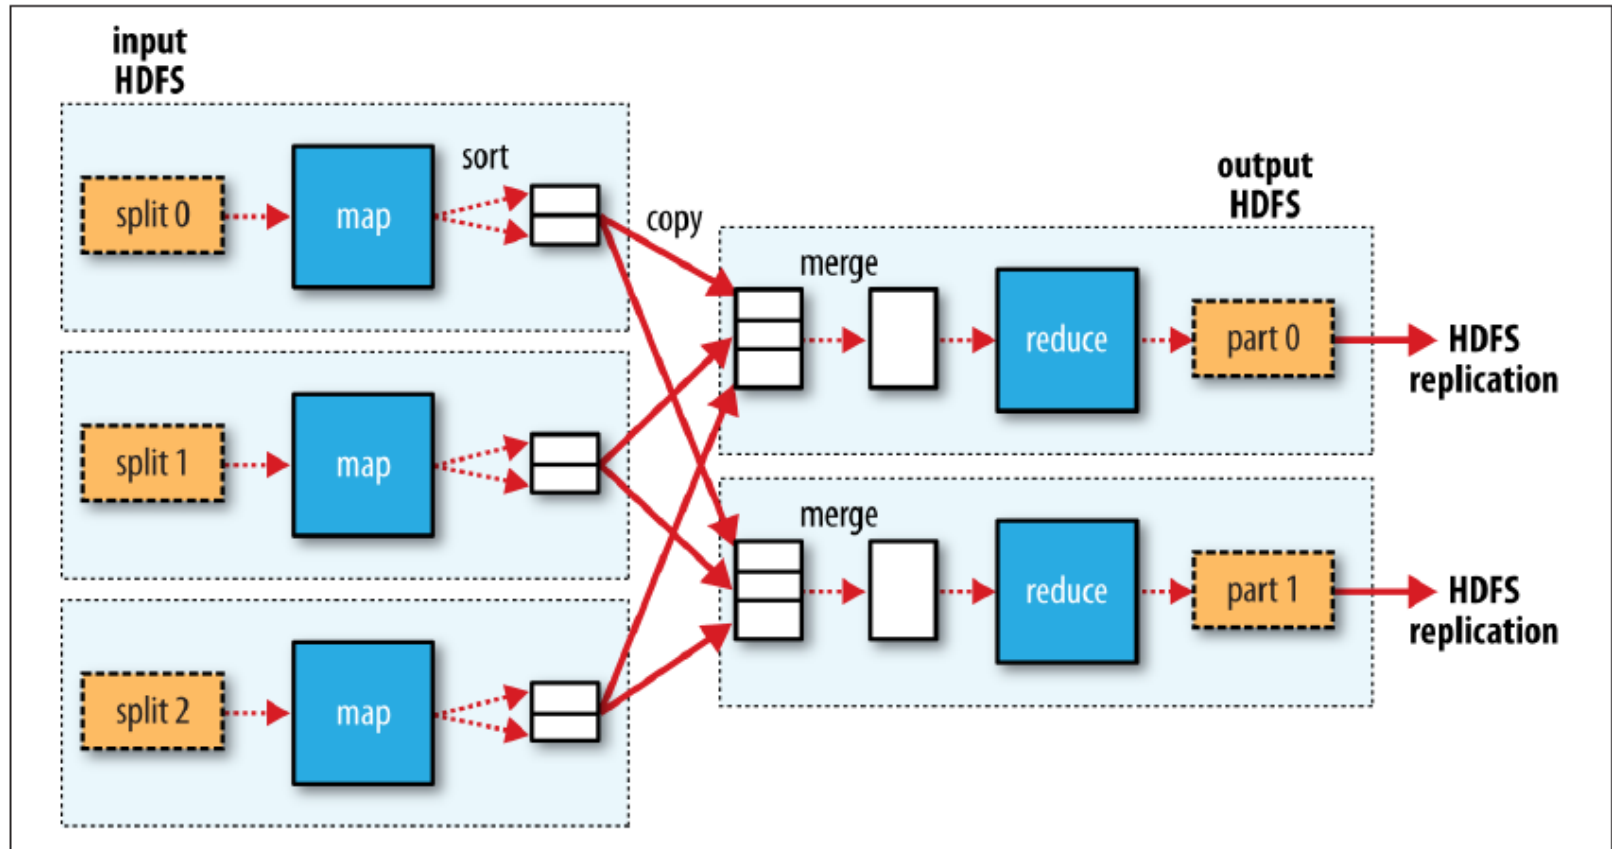 input
HDFS
split 0
map
sort
copy
split 1
map
split 2
map
output
HDFS
merge
reduce
part 0
HDFS
replication
merge
reduce
part 1
HDFS
replication